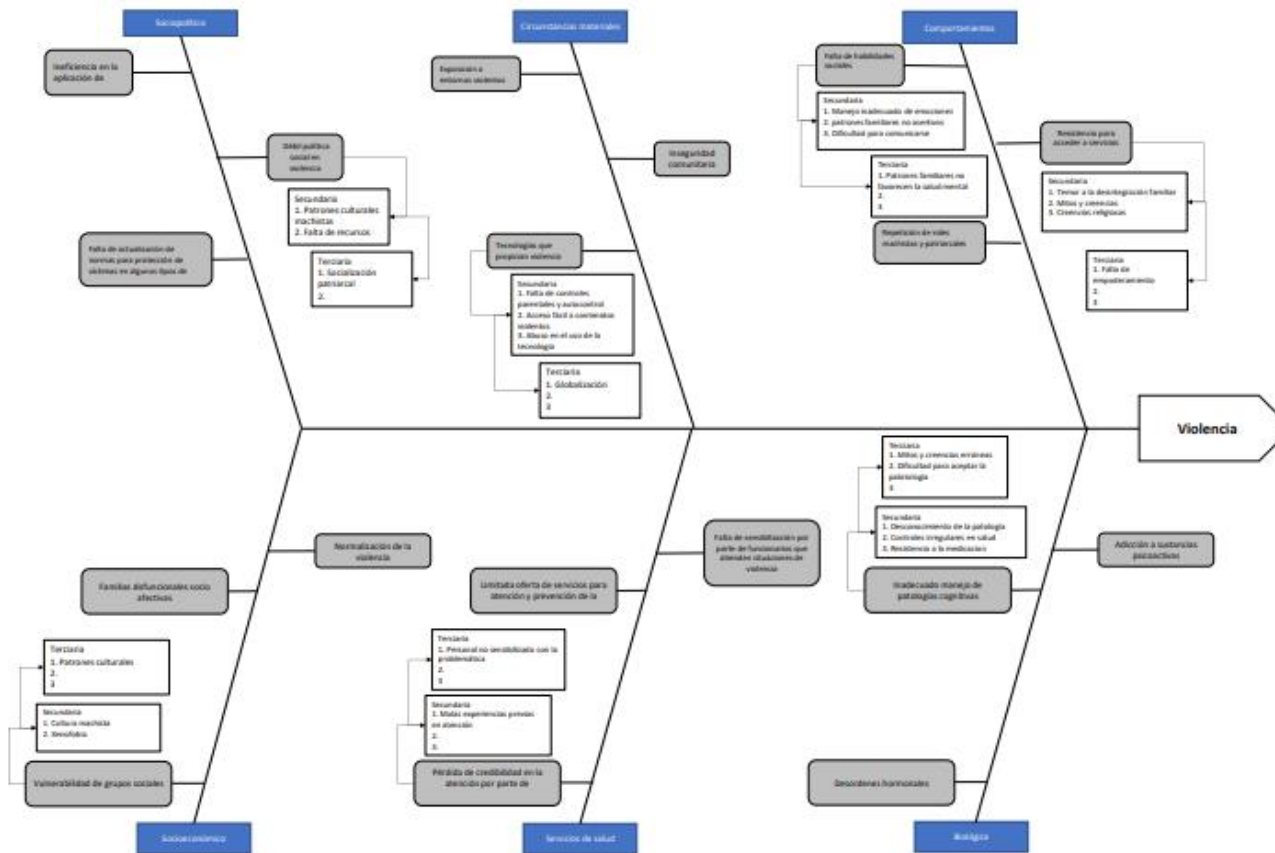 Sociopolítico
Circunstancias materiales
Comportamientos
Ineficiencia en la
aplicación de
Exposición a
entornos violentos
Falta de habilidades
sociales
Secundaria
1. Manejo inadecuado de emociones
2. patrones familiares no asertivos
3. Dificultad para comunicarse
Débil política
social en
violencia
Inseguridad
comunitaria
Resistencia para
acceder a servicios
Terciaria
1. Patrones familiares no
favorecen la salud mental
2.
3
Secundaria
1. Temor a la desintegración familiar
2. Mitos y creencias
3. Creencias religiosas
Secundaria
1. Patrones culturales
machistas
2. Falta de recursos
Falta de actualización de
normas para protección de
víctimas en algunos tipos de
Tecnologías que
propician violencia
Repetición de roles
machistas y patriarcales
Terciaria
1. Socialización
patriarcal
2.
Secundaria
1. Falta de controles
parentales y autocontrol
2. Acceso fácil a contenidos
violentos
3. Abuso en el uso de la
tecnología
Terciaria
1. Falta de
empoderamiento
2.
3
Terciaria
1. Globalización
2.
3
Violencia
Terciaria
1. Mitos y creencias erróneas
2. Dificultad para aceptar la
3
Secundaria
1. Desconocimiento de la patología
2. Controles irregulares en salud
3. Resistencia a la medicacion
Normalización de la
violencia
Falta de sensibilización por
parte de funcionarios que
atienden situaciones de
violencia
Adicción a sustancias
psicoactivas
Familias disfuncionales socio
afectivas
Limitada oferta de servicios para
atención y prevención de la
Inadecuado manejo de
patologías cognitivas
Terciaria
1. Patrones culturales
2.
3
Terciaria
1. Personal no sensibilizado con la
problemática
2.
3
Secundaria
1. Cultura machista
2. Xenofobia
Secundaria
1. Malas experiencias previas
en atención
2.
3.
Vulnerabilidad de grupos sociales
Pérdida de credibilidad en la
atención por parte de
Desordenes hormonales
Socioeconómico
Servicios de salud
Biológico